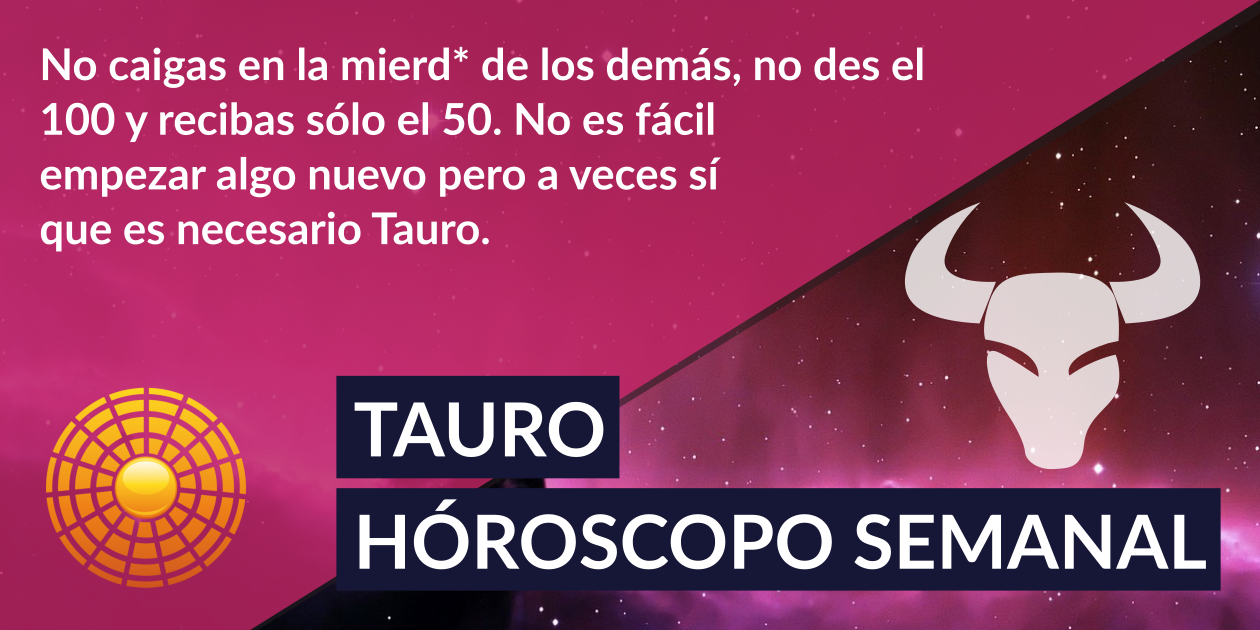 No caigas en la mierd* de los demás, no des el
100 y recibas sólo el 50. No es fácil
empezar algo nuevo pero a veces sí
que es necesario Tauro.
TAURO
HÓROSCOPO SEMANAL